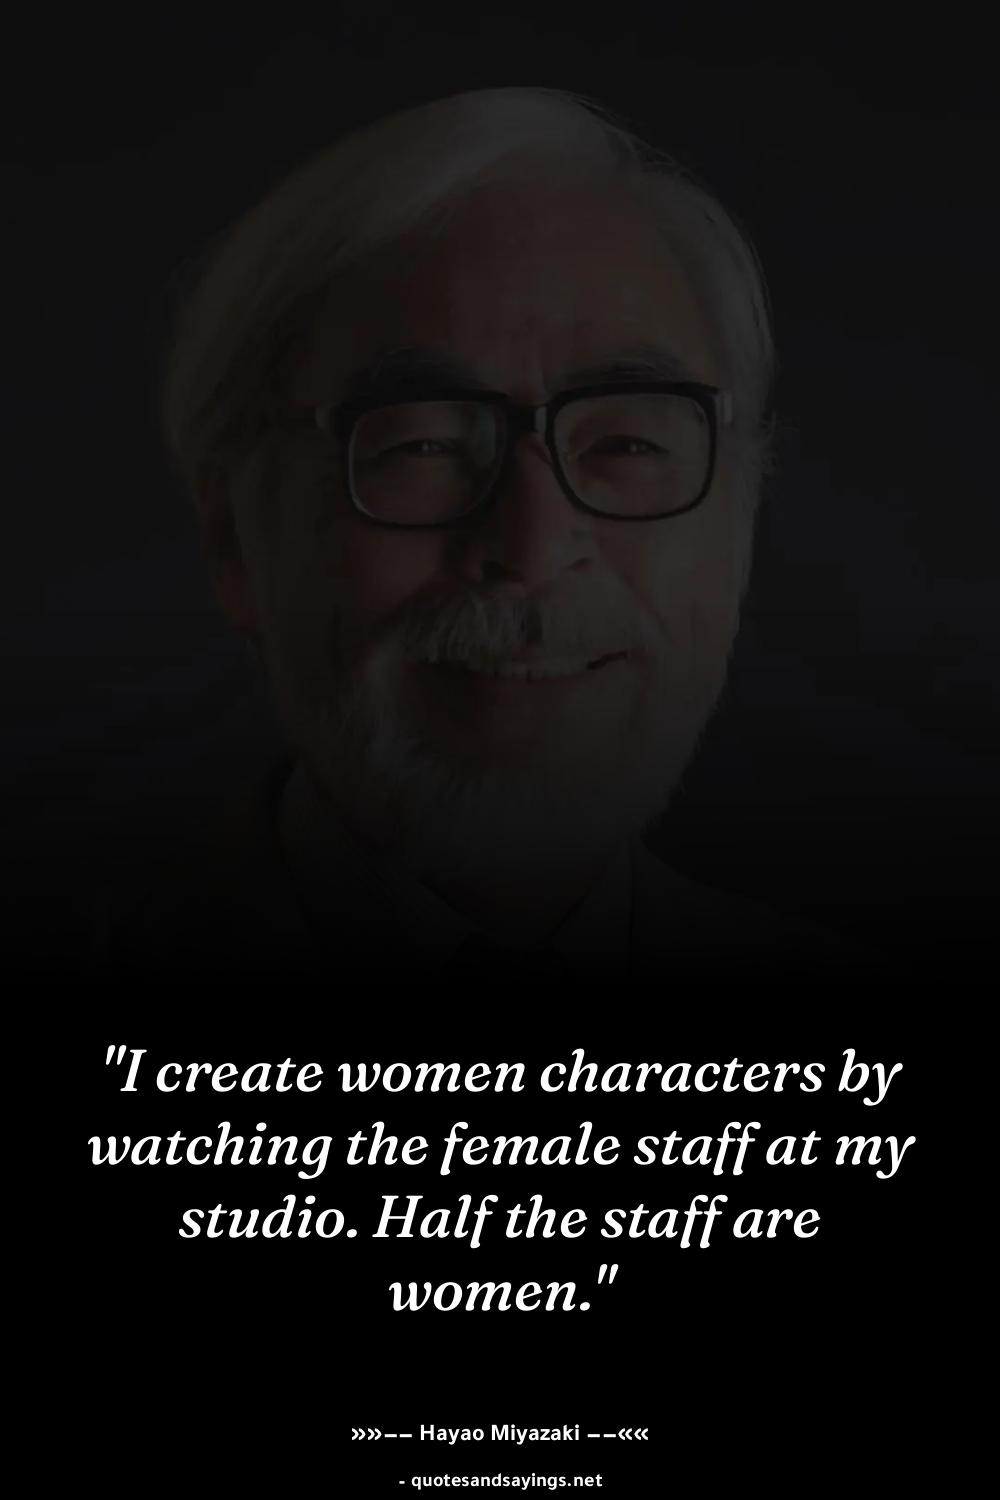 "I create women characters by
watching the female staff at my
studio. Half the staff are
women."
»»−− Hayao Miyazaki −−««
- quotesandsayings.net